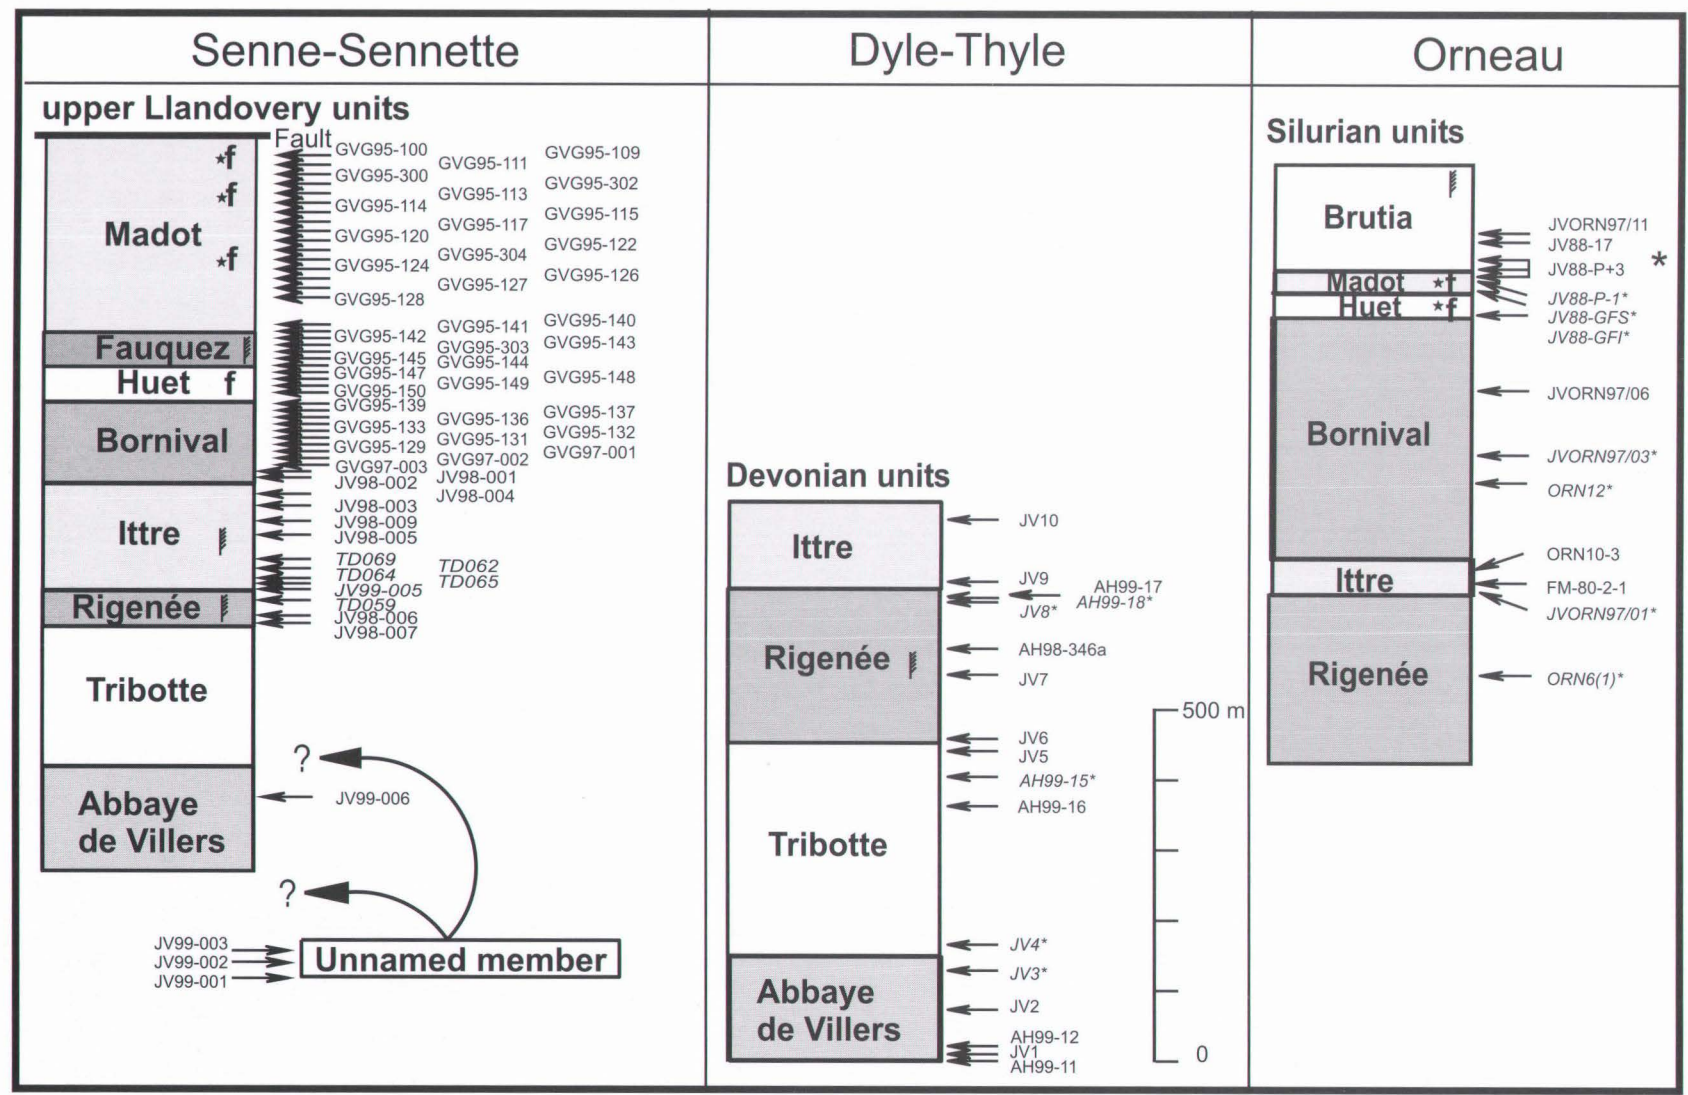 Senne-Sennette
Dyle-Thyle
Orneau
upper Llandovery units
Fault
Madot
★f
★f
★f
Fauquez
Huet f
Bornival
Ittre
Rigenée
Tribotte
Abbaye
de Villers
GVG95-100
GVG95-111
GVG95-109
GVG95-300
GVG95-113
GVG95-302
GVG95-114
GVG95-117
GVG95-115
GVG95-120
GVG95-304
GVG95-122
GVG95-124
GVG95-127
GVG95-126
GVG95-128
GVG95-142
GVG95-141
GVG95-140
GVG95-145
GVG95-303
GVG95-143
GVG95-147
GVG95-144
GVG95-150
GVG95-149
GVG95-148
GVG95-139
GVG95-133
GVG95-136
GVG95-137
GVG95-129
GVG95-131
GVG95-132
GVG97-003
GVG97-002
GVG97-001
JV98-002
JV98-001
JV98-004
JV98-003
JV98-009
JV98-005
TD069
TD062
TD064
TD065
JV99-005
TD059
JV98-006
JV98-007
?
JV99-006
?
JV99-003
JV99-002
JV99-001
Unnamed member
Devonian units
Ittre
Rigenée
Tribotte
Abbaye
de Villers
JV10
JV9
AH99-17
JV8*
AH99-18*
AH98-346a
JV7
JV6
JV5
AH99-15*
AH99-16
JV4*
JV3*
JV2
AH99-12
JV1
AH99-11
500 m
0
Silurian units
Brutia
Madot ★f
Huet ★f
Bornival
Ittre
Rigenée
JVORN97/11
JV88-17
JV88-P+3 *
JV88-P-1*
JV88-GFS*
JV88-GFI*
JVORN97/06
JVORN97/03*
ORN12*
ORN10-3
FM-80-2-1
JVORN97/01*
ORN6(1)*